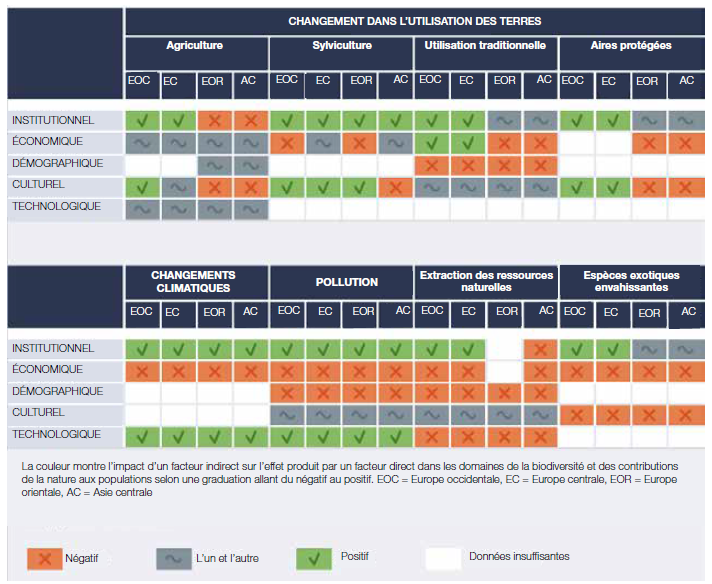 CHANGEMENT DANS L'UTILISATION DES TERRES
Agriculture Sylviculture Utilisation traditionnelle Aires protégées
EOC EC EOR AC EOC EC EOR AC EOC EC EOR AC EOC EC EOR AC
INSTITUTIONNEL
ÉCONOMIQUE
DÉMOGRAPHIQUE
CULTUREL
TECHNOLOGIQUE
CHANGEMENTS CLIMATIQUES POLLUTION Extraction des ressources naturelles Espèces exotiques envahissantes
EOC EC EOR AC EOC EC EOR AC EOC EC EOR AC EOC EC EOR AC
INSTITUTIONNEL
ÉCONOMIQUE
DÉMOGRAPHIQUE
CULTUREL
TECHNOLOGIQUE
La couleur montre l'impact d'un facteur indirect sur l'effet produit par un facteur direct dans les domaines de la biodiversité et des contributions
de la nature aux populations selon une graduation allant du négatif au positif. EOC = Europe occidentale, EC = Europe centrale, EOR = Europe
orientale, AC = Asie centrale
Négatif L'un et l'autre Positif Données insuffisantes